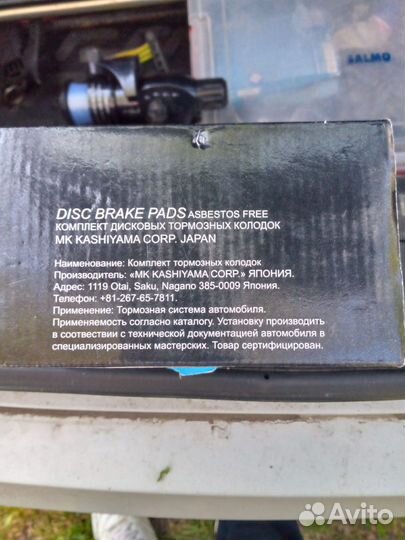 SALMO
DISC BRAKE PADS ASBESTOS FREE
КОМПЛЕКТ ДИСКОВЫХ ТОРМОЗНЫХ КОЛОДОК
MK KASHIYAMA CORP. JAPAN
Наименование: Комплект тормозных колодок
Производитель: «MK KASHIYAMA CORP.» ЯПОНИЯ.
Адрес: 1119 Otai, Saku, Nagano 385-0009 Япония.
Телефон: +81-267-65-7811.
Применение: Тормозная система автомобиля.
Применяемость согласно каталогу. Установку производить
в соотвествии с технической документацией автомобиля в
специализированных мастерских. Товар сертифицирован.
Avito